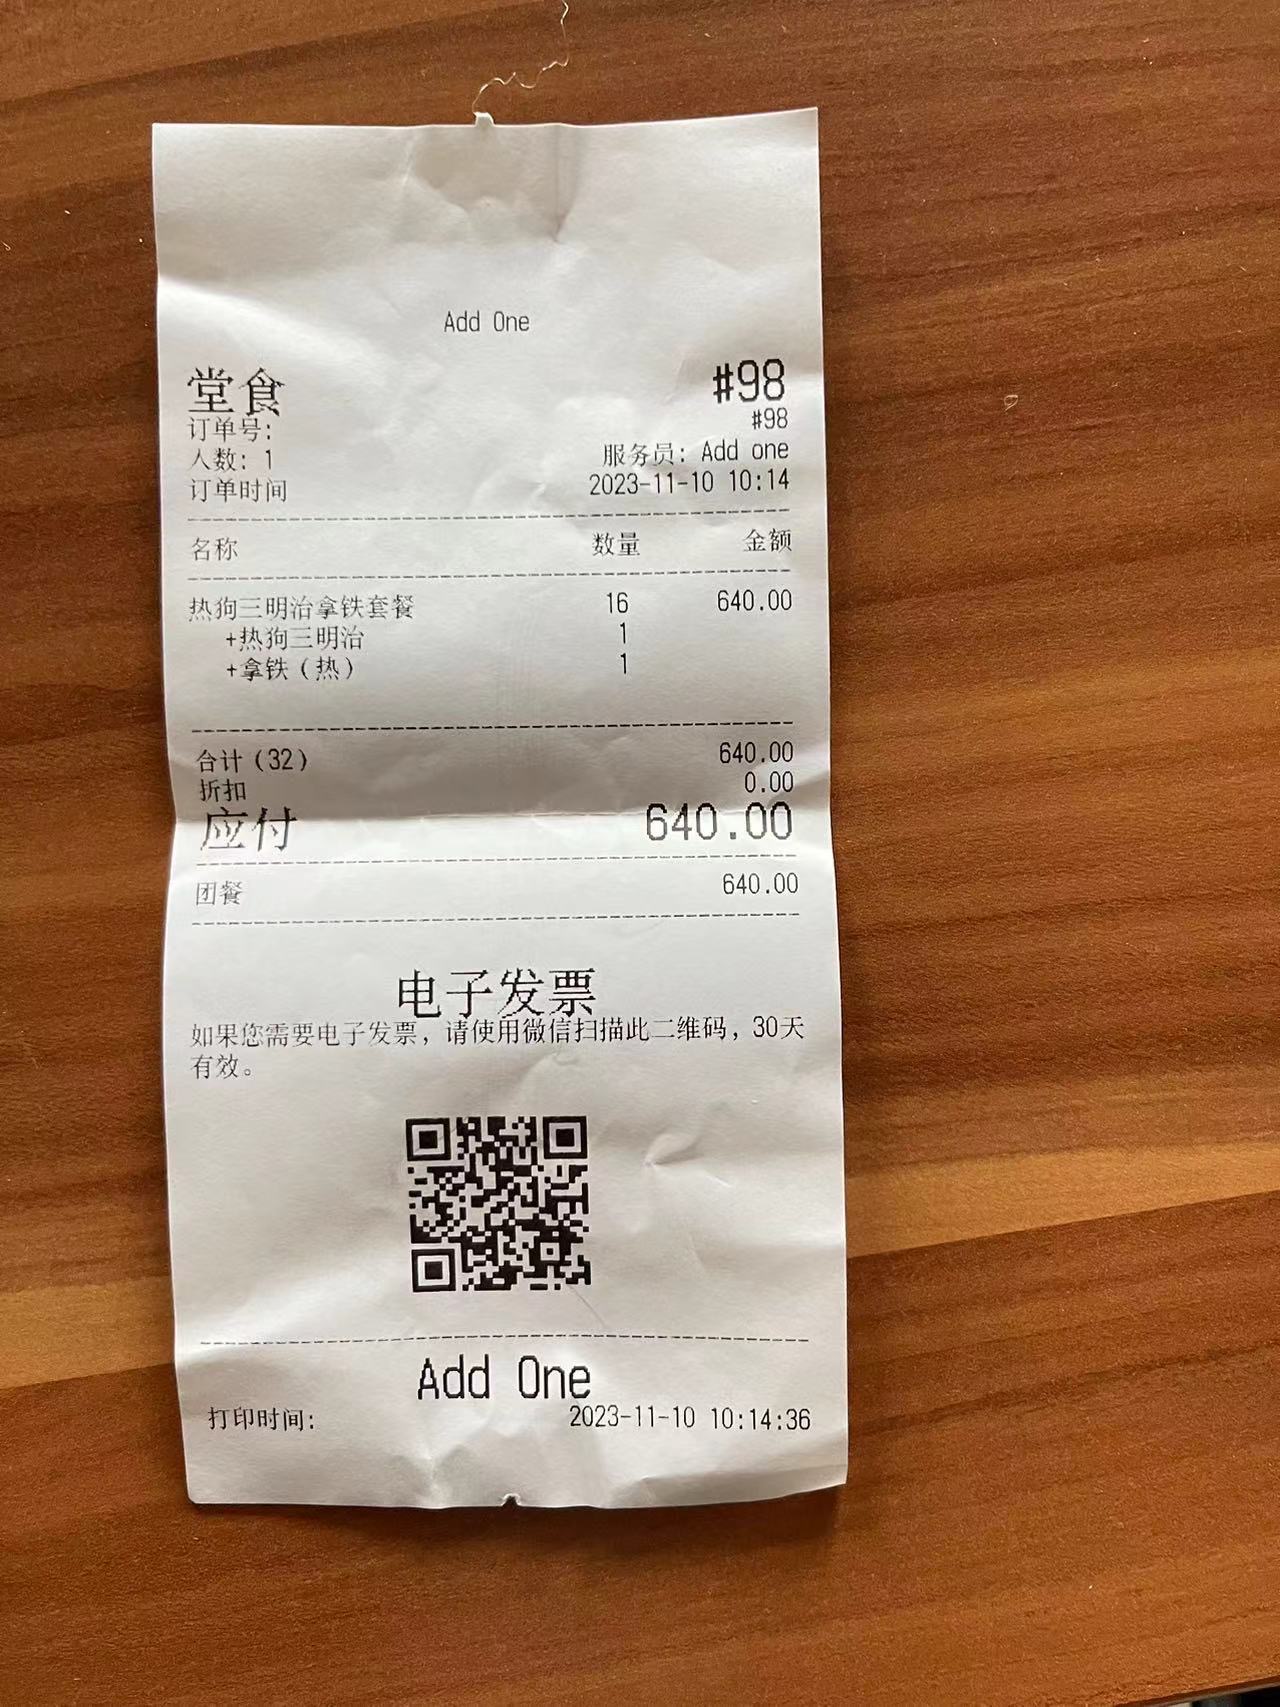 Add One
堂食 #98
订单号: #98
人数: 1 服务员: Add one
订单时间 2023-11-10 10:14
名称 数量 金额
热狗三明治拿铁套餐 16 640.00
+热狗三明治 1
+拿铁（热） 1
合计（32） 640.00
折扣 0.00
应付 640.00
团餐 640.00
电子发票
如果您需要电子发票，请使用微信扫描此二维码，30天
有效。
Add One
打印时间: 2023-11-10 10:14:36